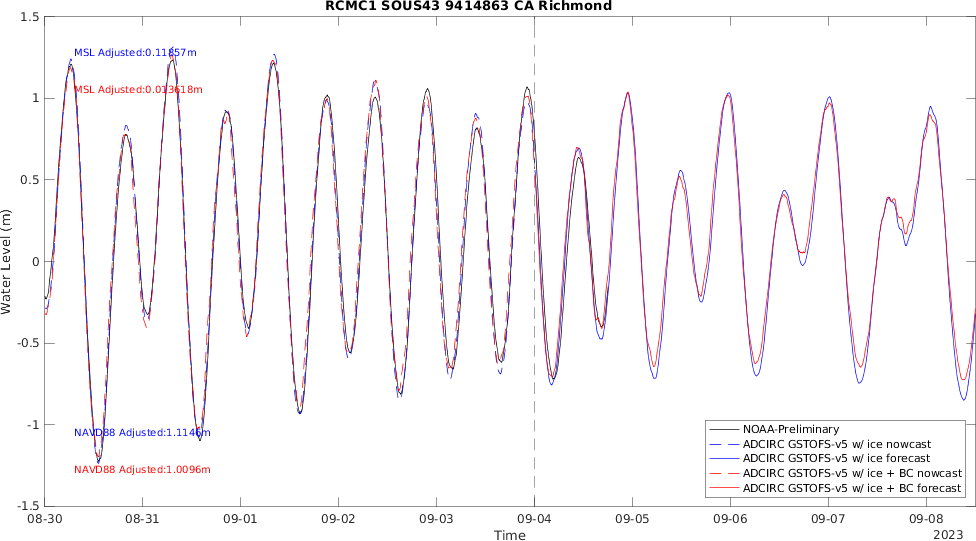 RCMC1 SOUS43 9414863 CA Richmond
1.5
1
0.5
0
-0.5
-1
-1.5
Water Level (m)
MSL Adjusted:0.11857m
MSL Adjusted:0.013618m
NAVD88 Adjusted:1.1146m
NAVD88 Adjusted:1.0096m
NOAA-Preliminary
ADCIRC GSTOFS-v5 w/ ice nowcast
ADCIRC GSTOFS-v5 w/ ice forecast
ADCIRC GSTOFS-v5 w/ ice + BC nowcast
ADCIRC GSTOFS-v5 w/ ice + BC forecast
08-30 08-31 09-01 09-02 09-03 09-04 09-05 09-06 09-07 09-08
Time
2023